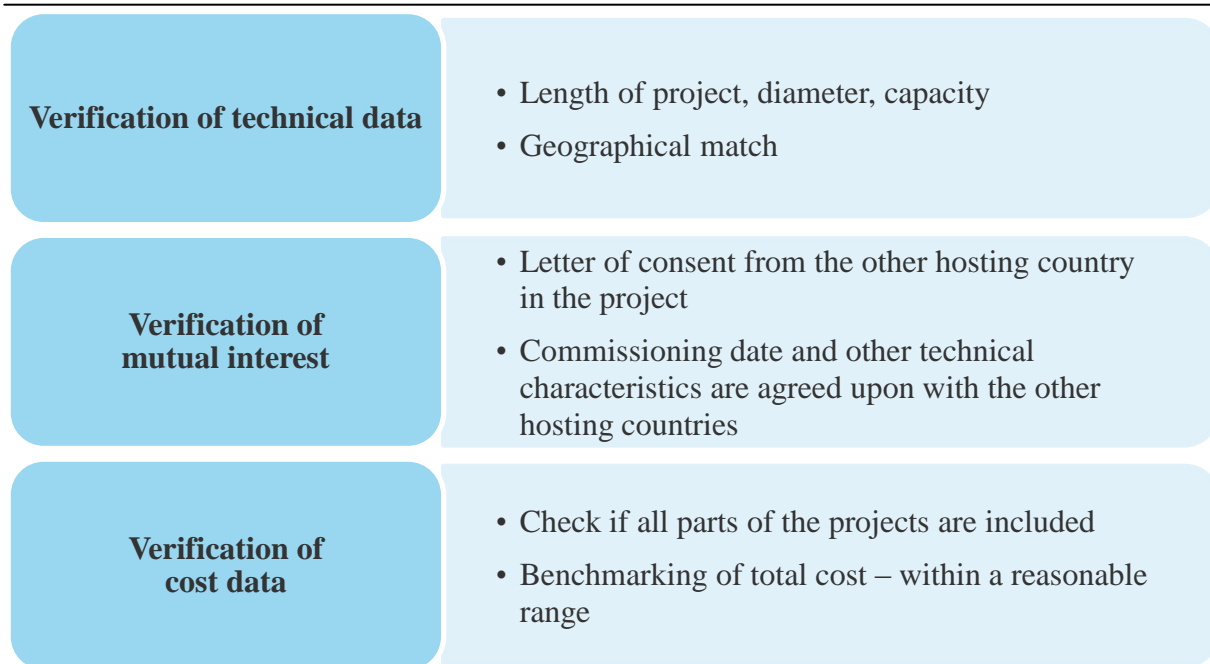 Verification of technical data
• Length of project, diameter, capacity
• Geographical match
Verification of
mutual interest
• Letter of consent from the other hosting country
in the project
• Commissioning date and other technical
characteristics are agreed upon with the other
hosting countries
Verification of
cost data
• Check if all parts of the projects are included
• Benchmarking of total cost – within a reasonable
range